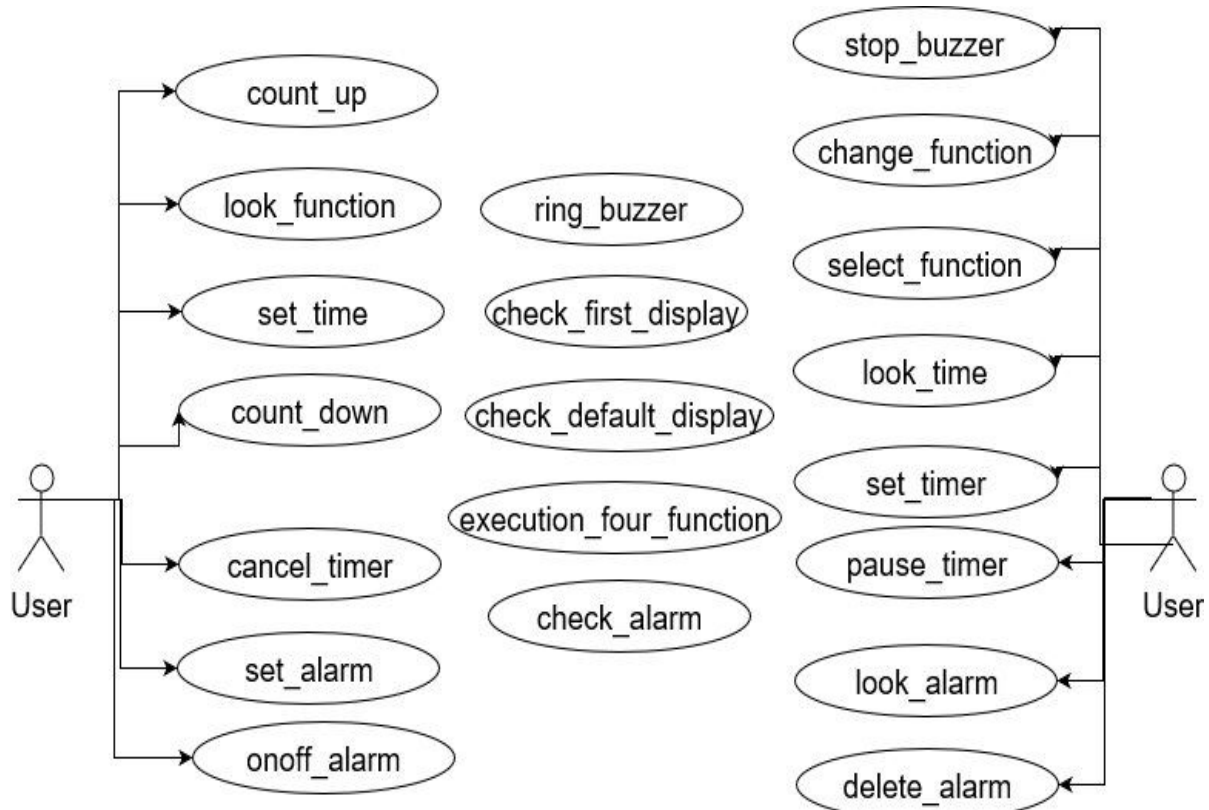 count_up
look_function
set_time
count_down
User
cancel_timer
set_alarm
onoff_alarm
ring_buzzer
check_first_display
check_default_display
execution_four_function
check_alarm
stop_buzzer
change_function
select_function
look_time
set_timer
pause_timer
User
look_alarm
delete_alarm